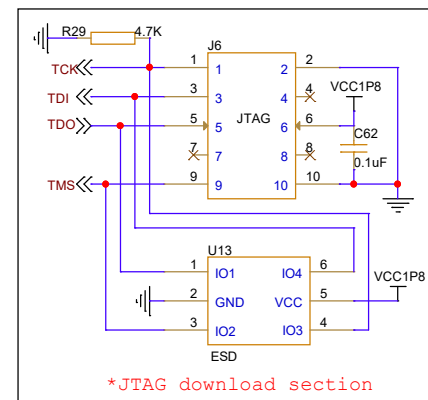 R29 4.7K
J6
TCK 1 1 2 2
VCC1P8
TDI 3 3 4 4
JTAG
TDO 5 5 6 6
C62
7 7 8 8
0.1uF
TMS 9 9 10 10
U13
1 IO1 IO4 6
VCC1P8
2 GND VCC 5
3 IO2 IO3 4
ESD
*JTAG download section